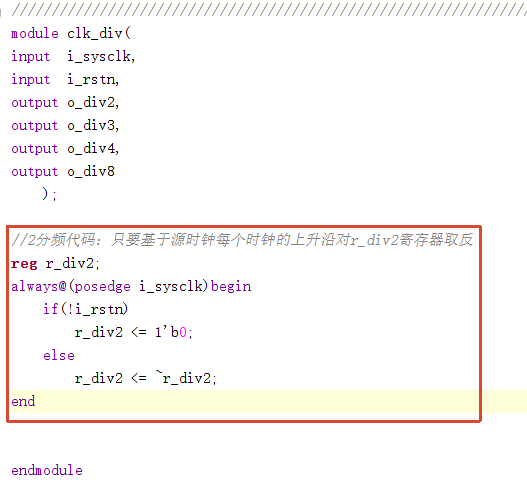 ////////////////////////////////////////////////////////////////
module clk_div(
input  i_sysclk,
input  i_rstn,
output o_div2,
output o_div3,
output o_div4,
output o_div8
    );
//2分频代码：只要基于源时钟每个时钟的上升沿对r_div2寄存器取反
reg r_div2;
always@(posedge i_sysclk)begin
    if(!i_rstn)
        r_div2 <= 1'b0;
    else
        r_div2 <= ~r_div2;
end
endmodule